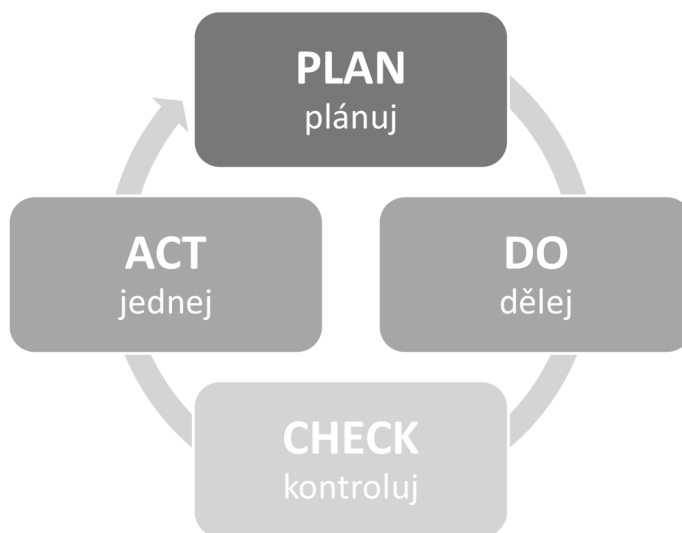 PLAN
plánuj
DO
dělej
CHECK
kontroluj
ACT
jednej